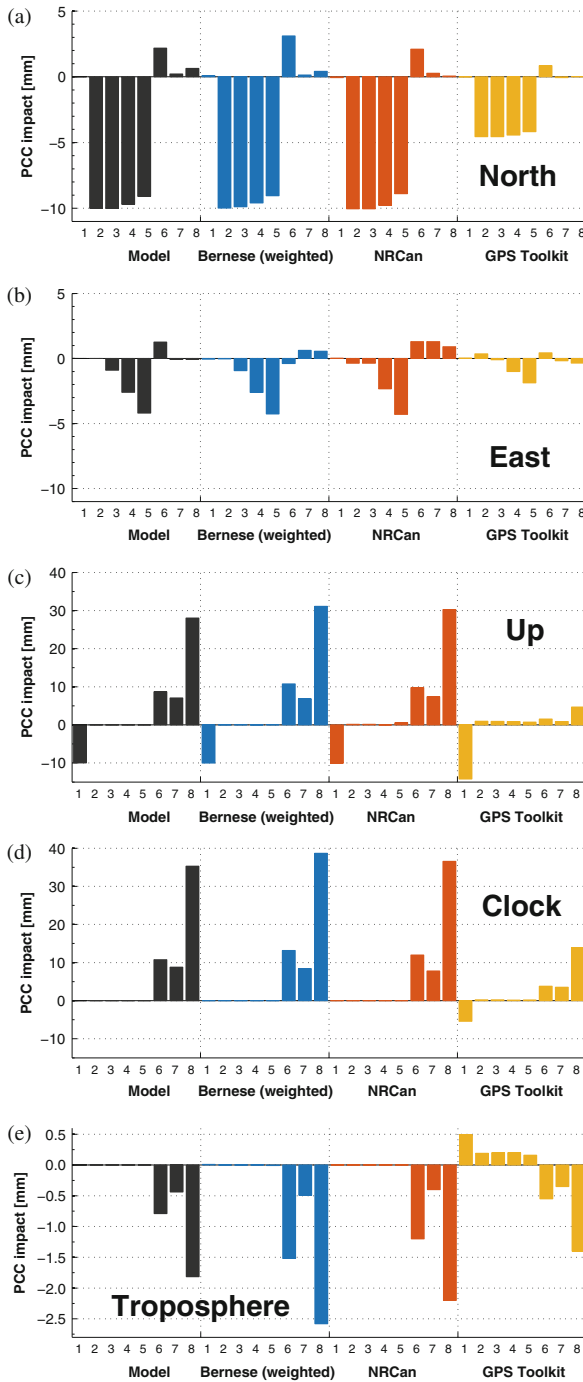 (a)
5
0
−5
−10
PCC impact [mm]
North
1 2 3 4 5 6 7 8 1 2 3 4 5 6 7 8 1 2 3 4 5 6 7 8 1 2 3 4 5 6 7 8
Model Bernese (weighted) NRCan GPS Toolkit
(b)
5
0
−5
−10
PCC impact [mm]
East
1 2 3 4 5 6 7 8 1 2 3 4 5 6 7 8 1 2 3 4 5 6 7 8 1 2 3 4 5 6 7 8
Model Bernese (weighted) NRCan GPS Toolkit
(c)
40
30
20
10
0
−10
PCC impact [mm]
Up
1 2 3 4 5 6 7 8 1 2 3 4 5 6 7 8 1 2 3 4 5 6 7 8 1 2 3 4 5 6 7 8
Model Bernese (weighted) NRCan GPS Toolkit
(d)
40
30
20
10
0
−10
PCC impact [mm]
Clock
1 2 3 4 5 6 7 8 1 2 3 4 5 6 7 8 1 2 3 4 5 6 7 8 1 2 3 4 5 6 7 8
Model Bernese (weighted) NRCan GPS Toolkit
(e)
0.5
0.0
−0.5
−1.0
−1.5
−2.0
−2.5
PCC impact [mm]
Troposphere
1 2 3 4 5 6 7 8 1 2 3 4 5 6 7 8 1 2 3 4 5 6 7 8 1 2 3 4 5 6 7 8
Model Bernese (weighted) NRCan GPS Toolkit